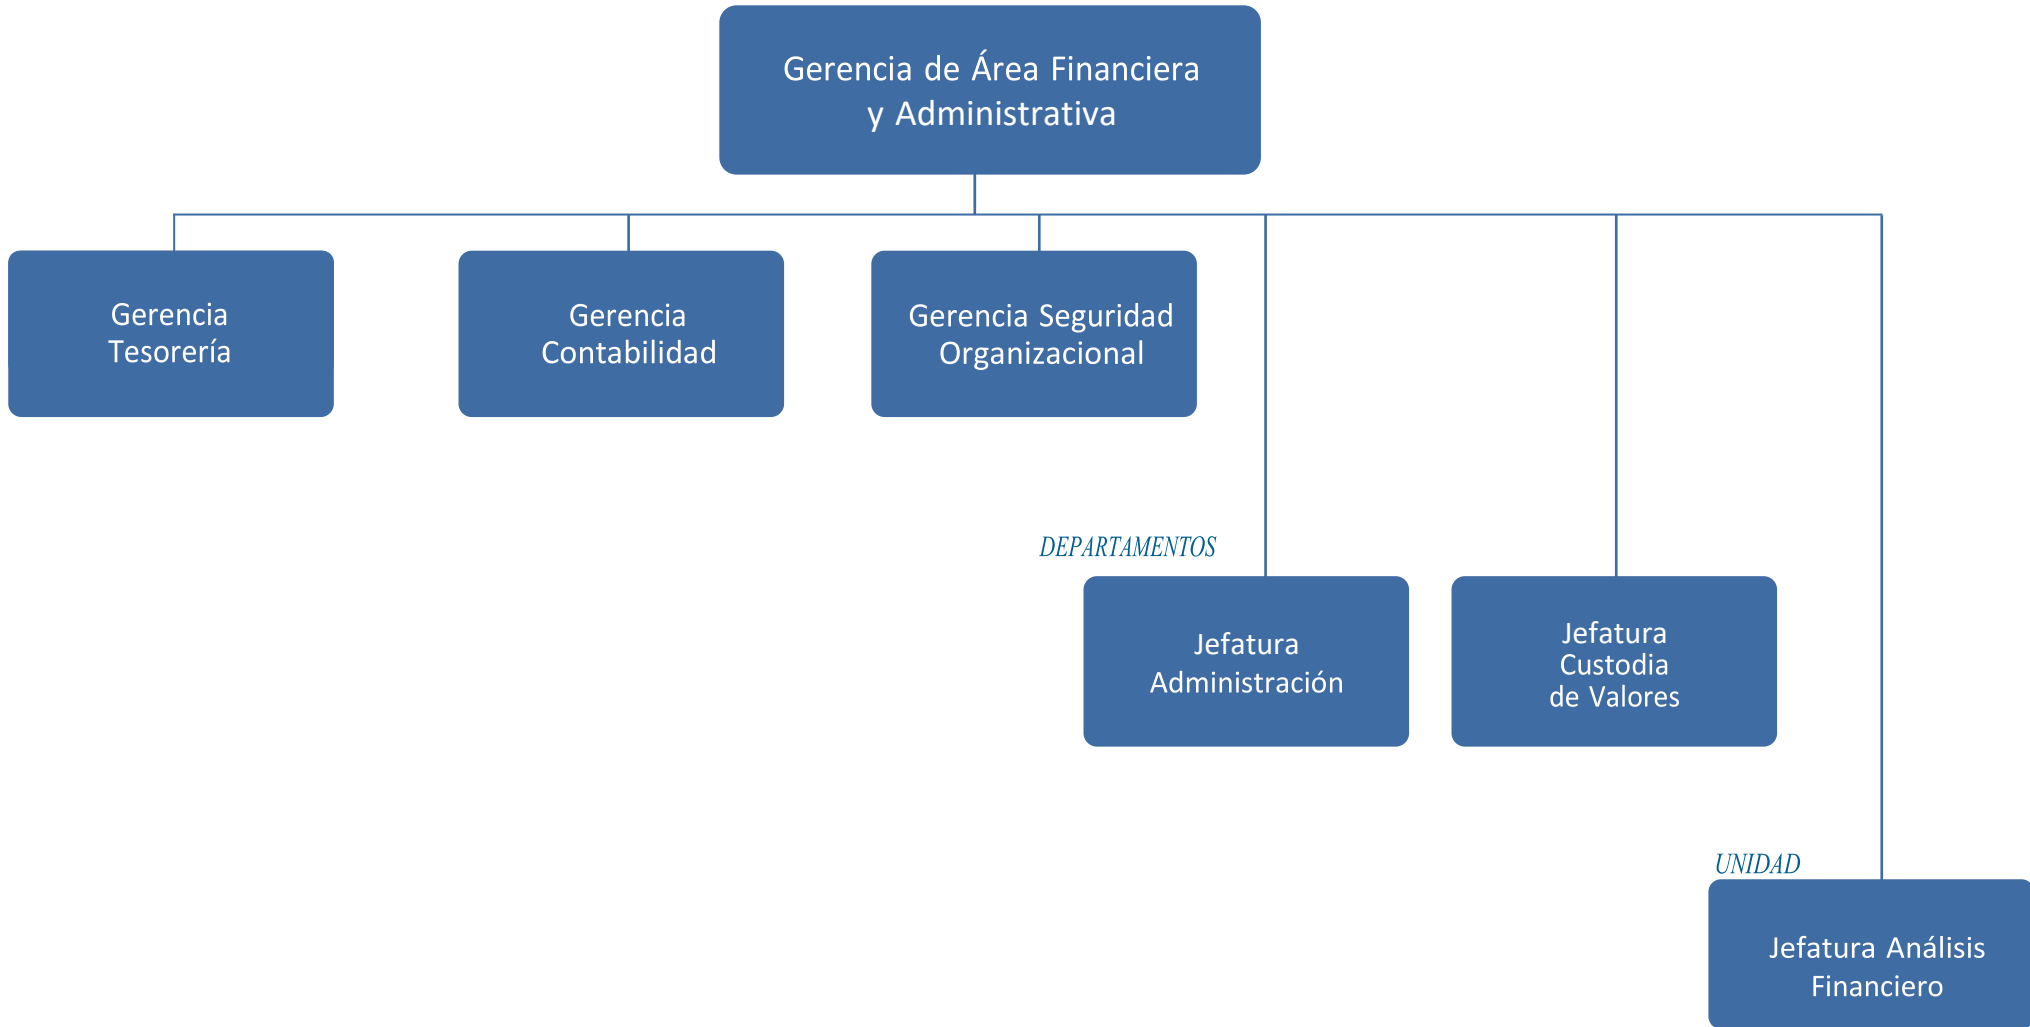 Gerencia de Área Financiera
y Administrativa
Gerencia
Tesorería
Gerencia
Contabilidad
Gerencia Seguridad
Organizacional
DEPARTAMENTOS
Jefatura
Administración
Jefatura
Custodia
de Valores
UNIDAD
Jefatura Análisis
Financiero